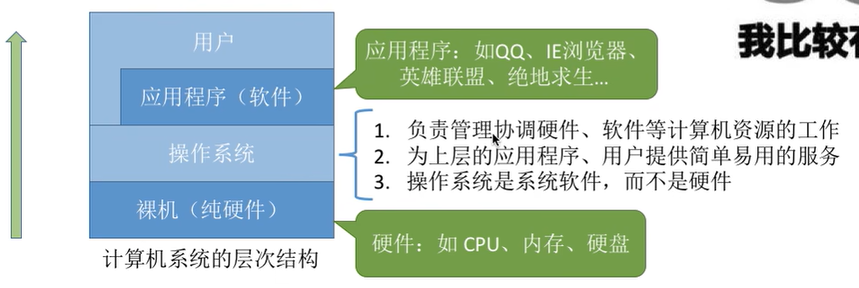 用户
应用程序（软件）
操作系统
裸机（纯硬件）
计算机系统的层次结构
应用程序：如QQ、IE浏览器、
英雄联盟、绝地求生...
1. 负责管理协调硬件、软件等计算机资源的工作
2. 为上层的应用程序、用户提供简单易用的服务
3. 操作系统是系统软件，而不是硬件
硬件：如 CPU、内存、硬盘
我比较